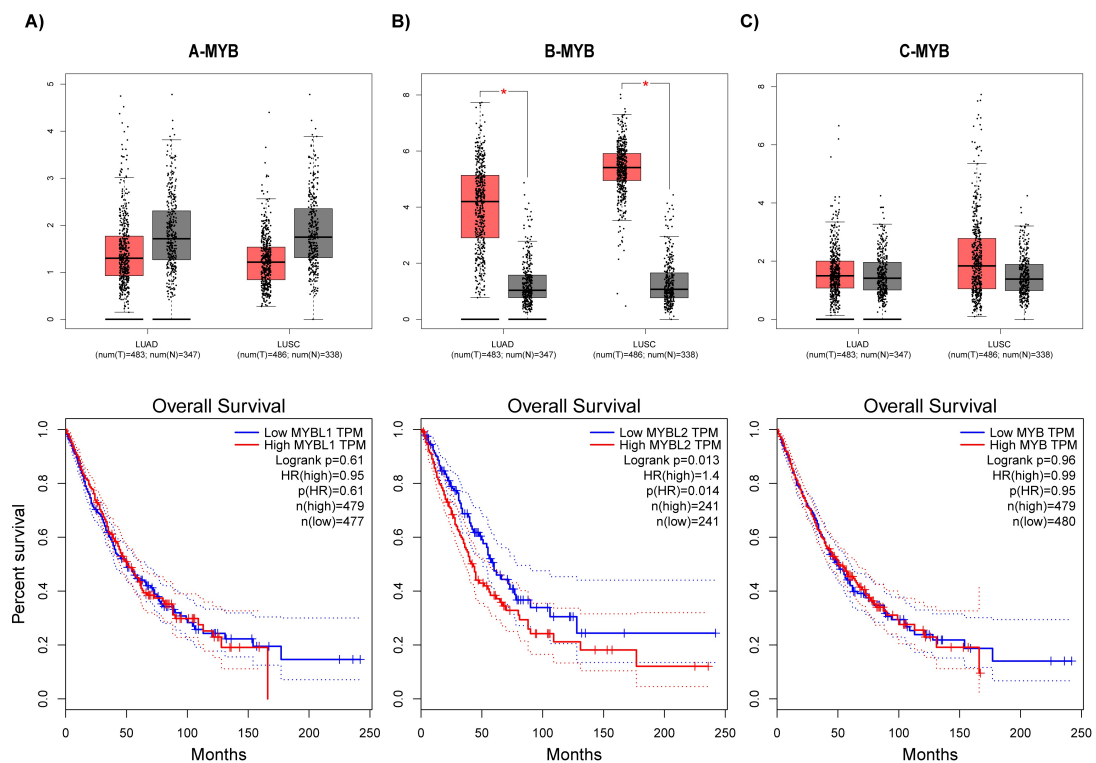 A)
A-MYB
5
4
3
2
1
0
LUAD
(num(T)=483; num(N)=347)
LUSC
(num(T)=486; num(N)=338)
B)
B-MYB
8
6
4
2
0
*
*
LUAD
(num(T)=483; num(N)=347)
LUSC
(num(T)=486; num(N)=338)
C)
C-MYB
8
6
4
2
0
LUAD
(num(T)=483; num(N)=347)
LUSC
(num(T)=486; num(N)=338)
Overall Survival
Low MYBL1 TPM
High MYBL1 TPM
Logrank p=0.61
HR(high)=0.95
p(HR)=0.61
n(high)=479
n(low)=477
Percent survival
1.0
0.8
0.6
0.4
0.2
0.0
0 50 100 150 200 250
Months
Overall Survival
Low MYBL2 TPM
High MYBL2 TPM
Logrank p=0.013
HR(high)=1.4
p(HR)=0.014
n(high)=241
n(low)=241
1.0
0.8
0.6
0.4
0.2
0.0
0 50 100 150 200 250
Months
Overall Survival
Low MYB TPM
High MYB TPM
Logrank p=0.96
HR(high)=0.99
p(HR)=0.95
n(high)=479
n(low)=480
1.0
0.8
0.6
0.4
0.2
0.0
0 50 100 150 200 250
Months